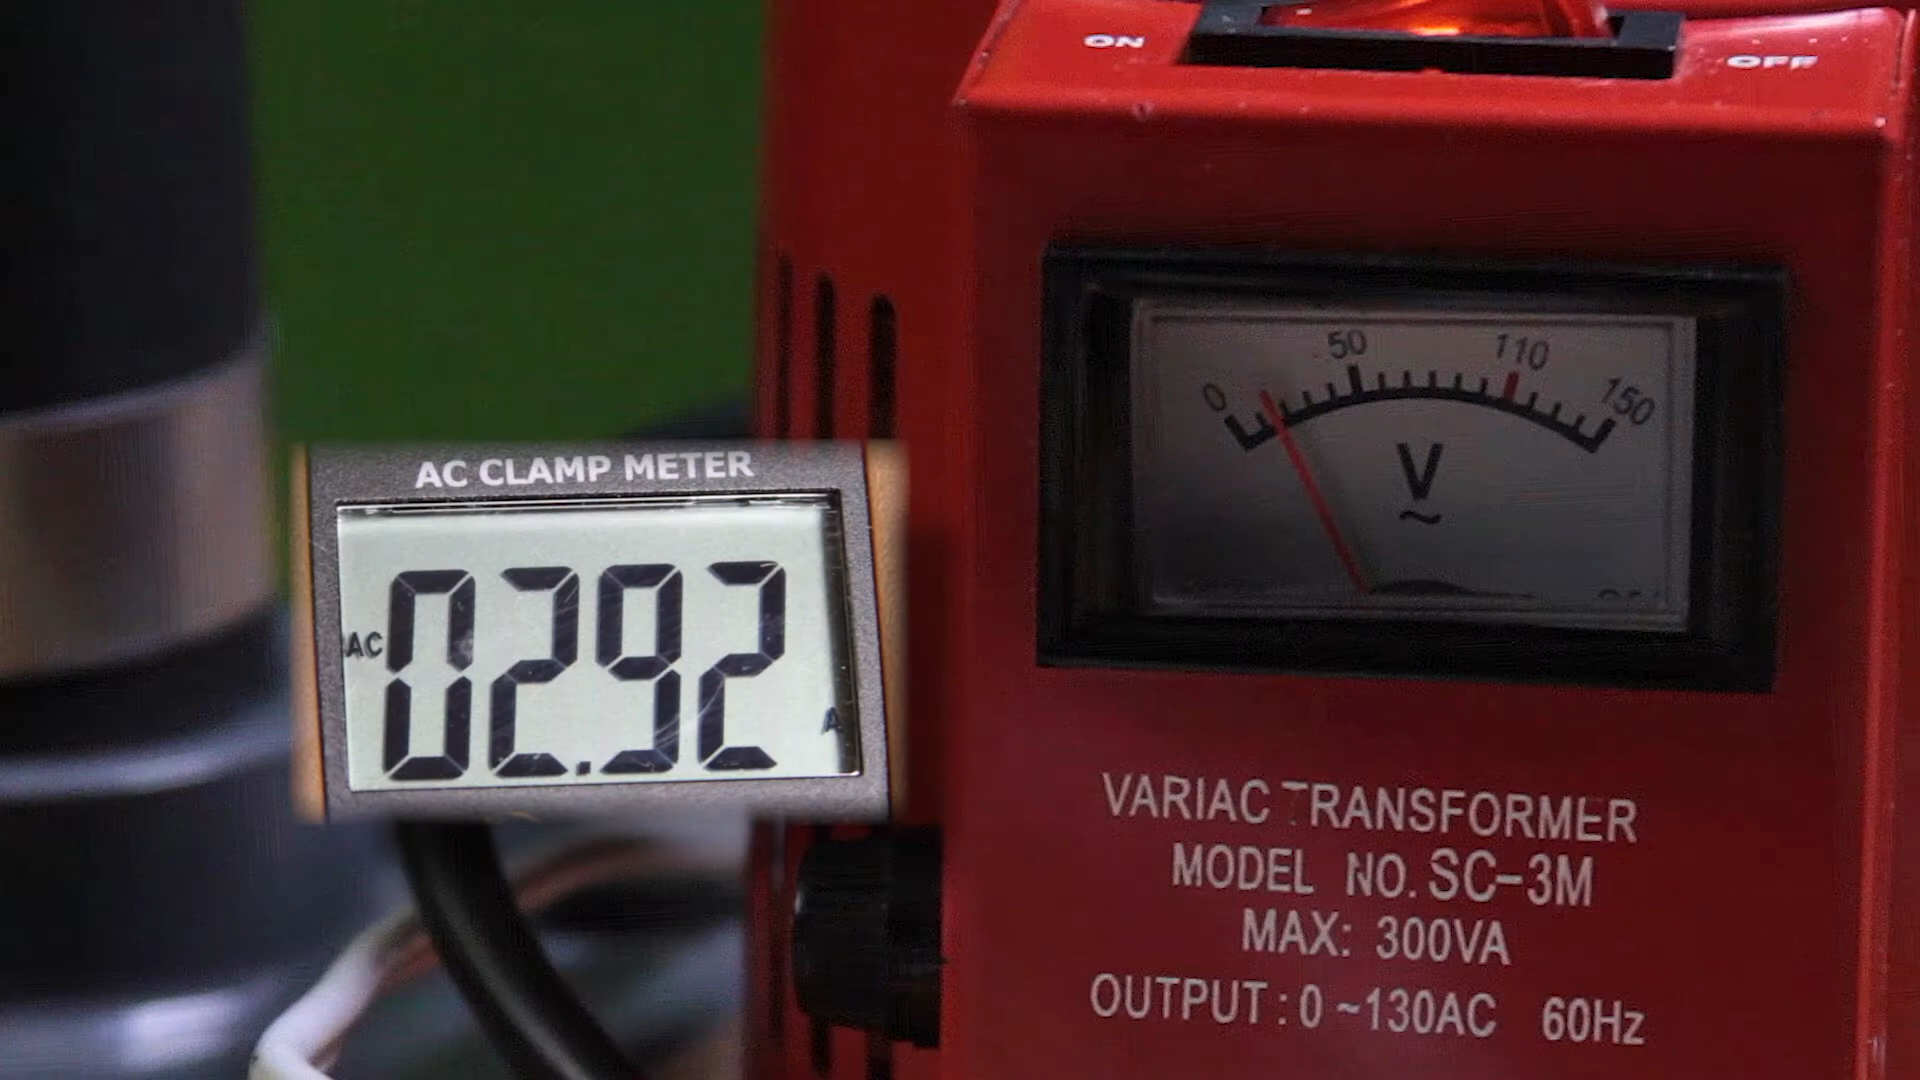 ON
OFF
0 50 110 150
V
~
AC CLAMP METER
AC 02.92 A
VARIAC TRANSFORMER
MODEL NO. SC-3M
MAX: 300VA
OUTPUT: 0 ~130AC 60Hz